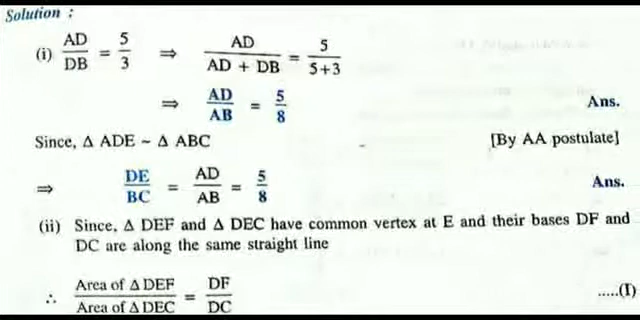 Solution :
(i) AD/DB = 5/3 ⇒ AD/(AD + DB) = 5/(5+3)
⇒ AD/AB = 5/8 Ans.
Since, Δ ADE ~ Δ ABC [By AA postulate]
⇒ DE/BC = AD/AB = 5/8 Ans.
(ii) Since, Δ DEF and Δ DEC have common vertex at E and their bases DF and
DC are along the same straight line
∴ Area of Δ DEF/Area of Δ DEC = DF/DC .....(I)